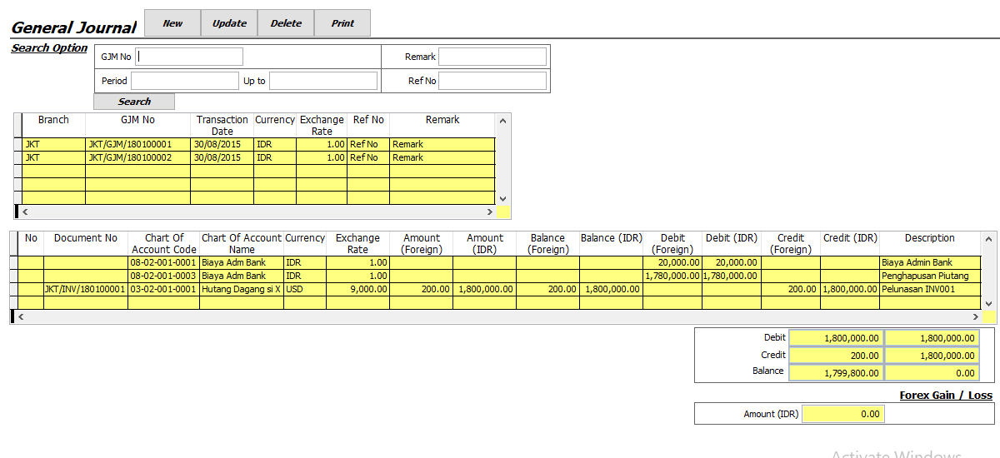 General Journal New Update Delete Print
Search Option
GJM No Remark
Period Up to Ref No
Search
Branch GJM No Transaction Date Currency Exchange Rate Ref No Remark
JKT JKT/GJM/180100001 30/08/2015 IDR 1.00 Ref No Remark
JKT JKT/GJM/180100002 30/08/2015 IDR 1.00 Ref No Remark
No Document No Chart Of Account Code Chart Of Account Name Currency Exchange Rate Amount (Foreign) Amount (IDR) Balance (Foreign) Balance (IDR) Debit (Foreign) Debit (IDR) Credit (Foreign) Credit (IDR) Description
08-02-001-0001 Biaya Adm Bank IDR 1.00 20,000.00 20,000.00 Biaya Admin Bank
08-02-001-0003 Biaya Adm Bank IDR 1.00 1,780,000.00 1,780,000.00 Penghapusan Piutang
JKT/INV/180100001 03-02-001-0001 Hutang Dagang si X USD 9,000.00 200.00 1,800,000.00 200.00 1,800,000.00 200.00 1,800,000.00 Pelunasan INV001
Debit 1,800,000.00 1,800,000.00
Credit 200.00 1,800,000.00
Balance 1,799,800.00 0.00
Forex Gain / Loss
Amount (IDR) 0.00
Activate Windows